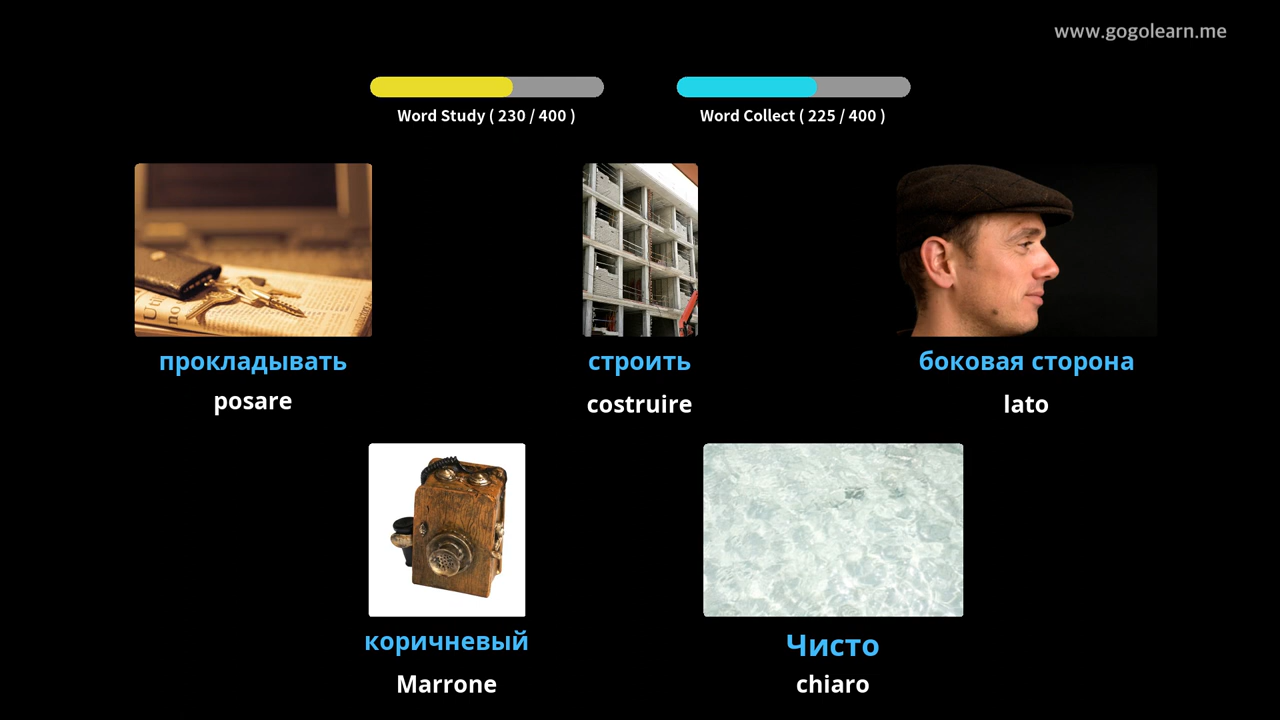 www.gogolearn.me
Word Study ( 230 / 400 )
Word Collect ( 225 / 400 )
прокладывать
posare
строить
costruire
боковая сторона
lato
коричневый
Marrone
Чисто
chiaro